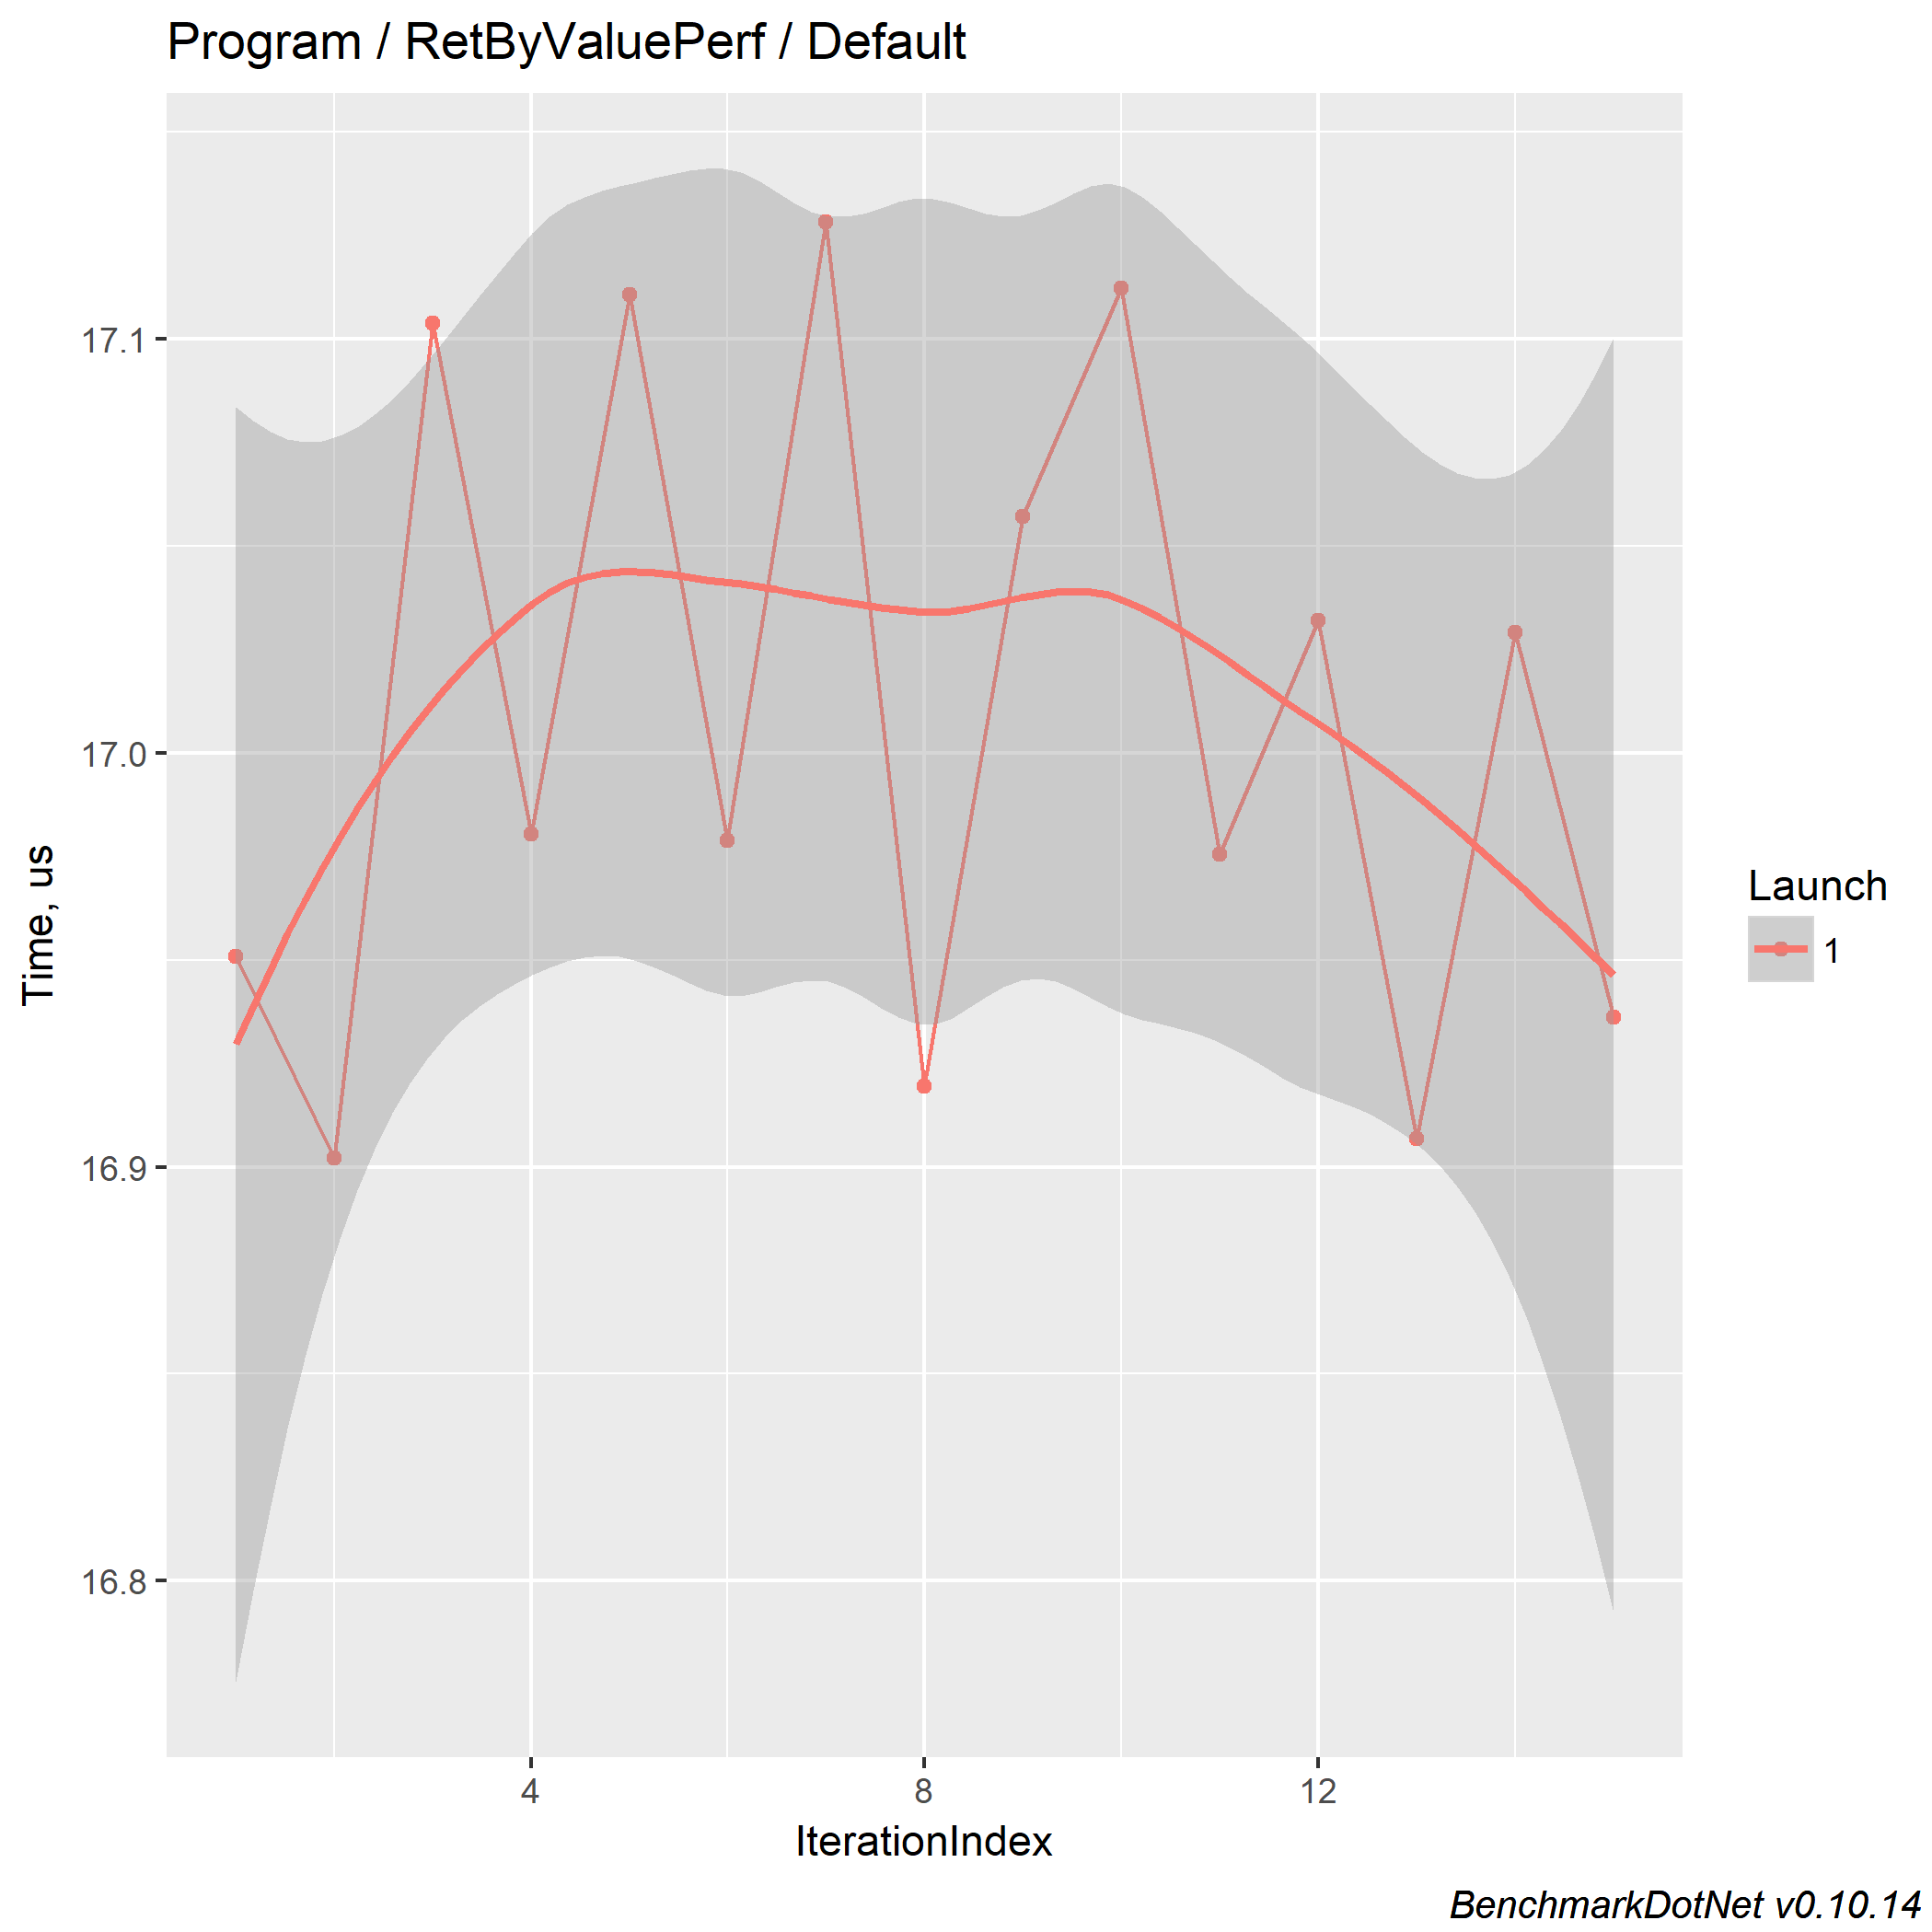 Program / RetByValuePerf / Default
17.1
17.0
16.9
16.8
Time, us
4
8
12
IterationIndex
Launch
1
BenchmarkDotNet v0.10.14